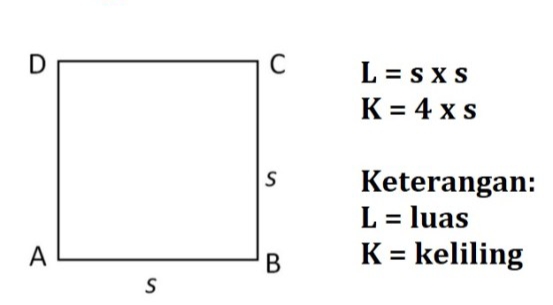 D
C
s
A
B
s
L = s x s
K = 4 x s
Keterangan:
L = luas
K = keliling